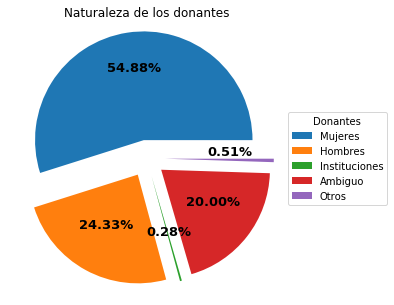 Naturaleza de los donantes
54.88%
0.51%
20.00%
24.33%
0.28%
Donantes
Mujeres
Hombres
Instituciones
Ambiguo
Otros